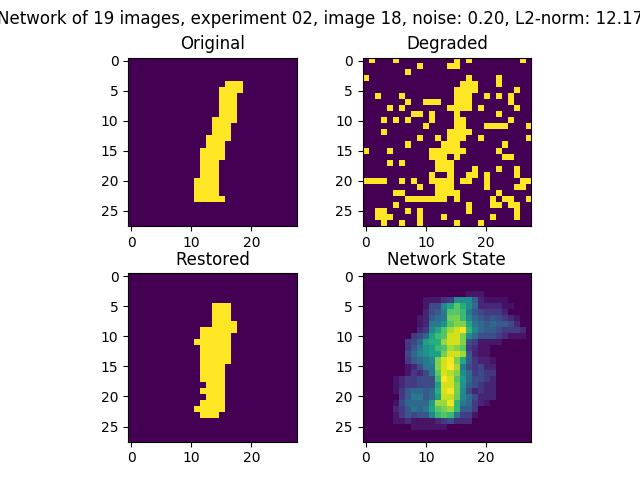 Network of 19 images, experiment 02, image 18, noise: 0.20, L2-norm: 12.17
Original Degraded
0 0
5 5
10 10
15 15
20 20
25 25
0 10 20 0 10 20
Restored Network State
0 0
5 5
10 10
15 15
20 20
25 25
0 10 20 0 10 20